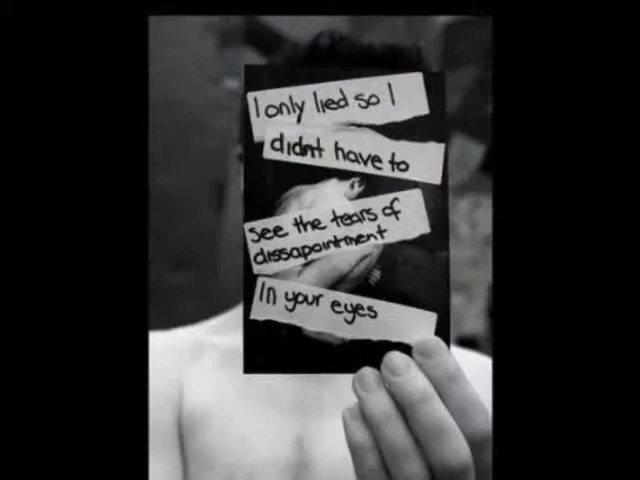 I only lied so I
didnt have to
see the tears of
dissapointment
In your eyes